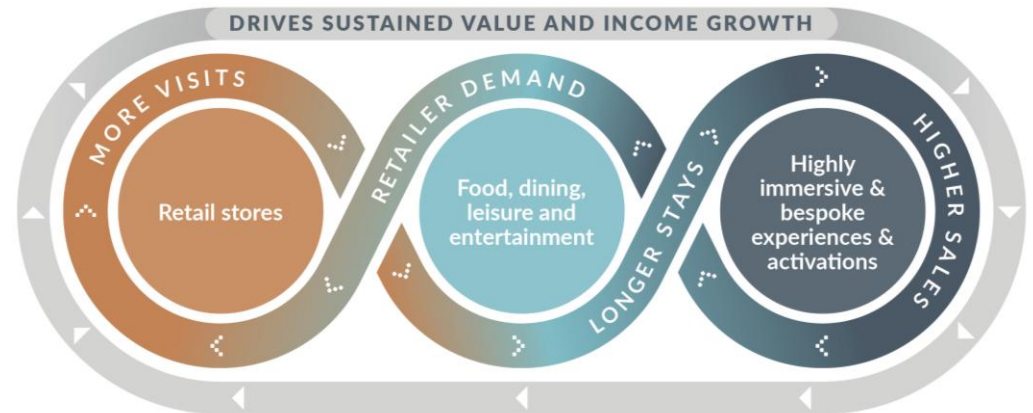 DRIVES SUSTAINED VALUE AND INCOME GROWTH
MORE VISITS
Retail stores
RETAILER DEMAND
Food, dining,
leisure and
entertainment
LONGER STAYS
Highly
immersive &
bespoke
experiences &
activations
HIGHER SALES